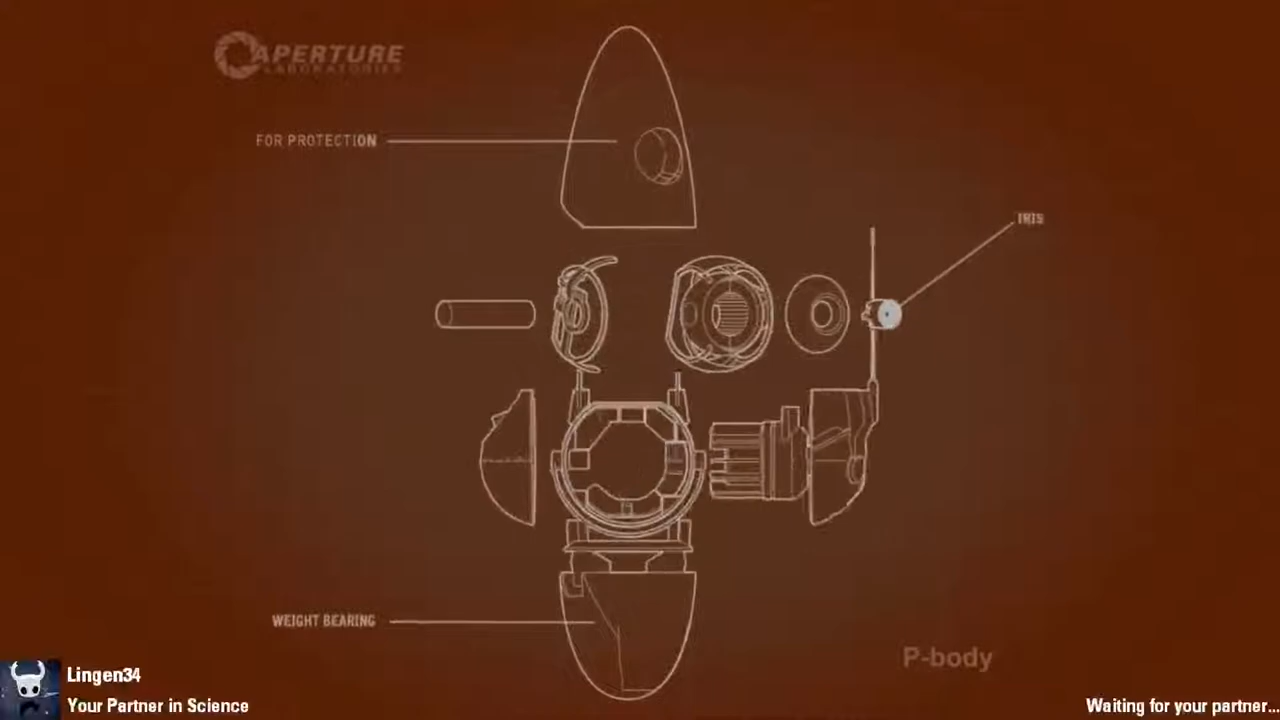 APERTURE
LABORATORIES
FOR PROTECTION
IRIS
WEIGHT BEARING
P-body
Lingen34
Your Partner in Science
Waiting for your partner...